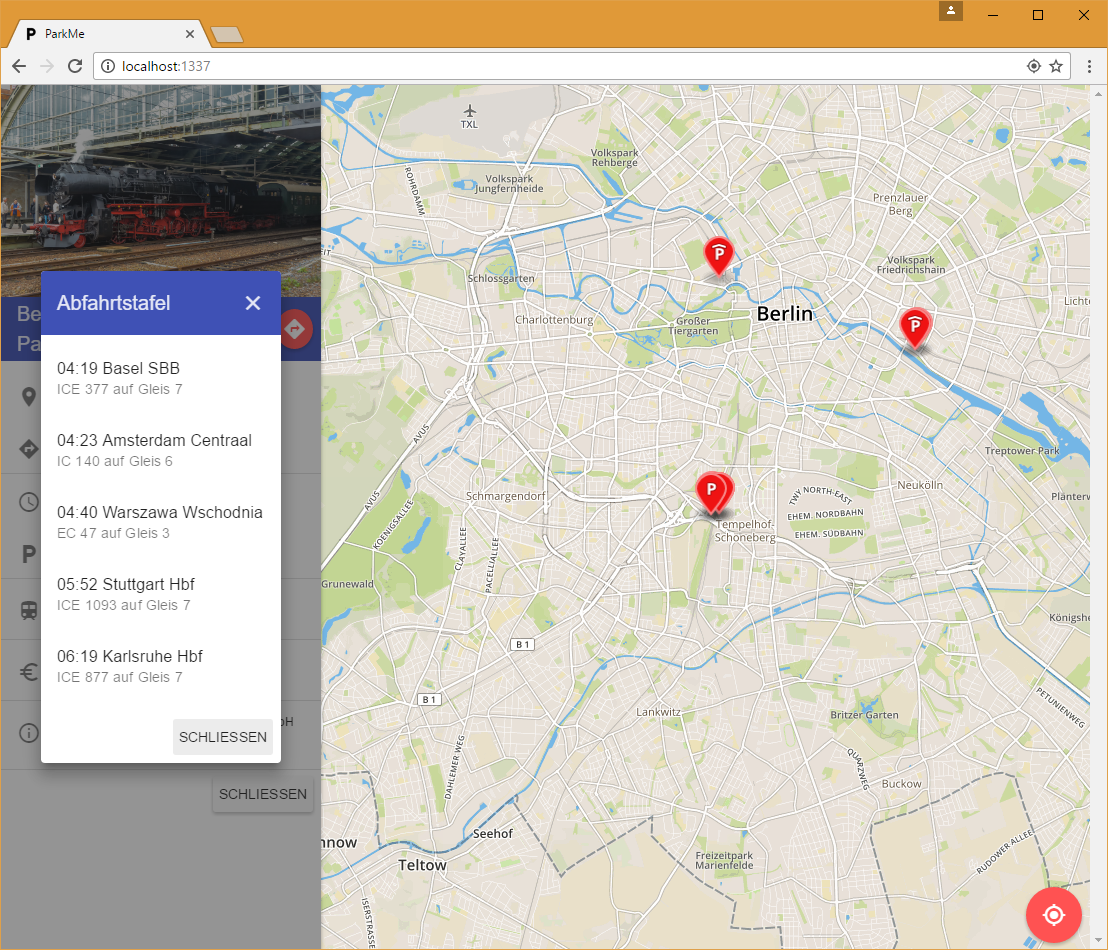 P ParkMe
localhost:1337
Be
Pa
Abfahrtstafel
04:19 Basel SBB
ICE 377 auf Gleis 7
04:23 Amsterdam Centraal
IC 140 auf Gleis 6
04:40 Warszawa Wschodnia
EC 47 auf Gleis 3
05:52 Stuttgart Hbf
ICE 1093 auf Gleis 7
06:19 Karlsruhe Hbf
ICE 877 auf Gleis 7
SCHLIESSEN
P
bH
SCHLIESSEN
TXL
Volkspark
Rehberge
Volkspark
Jungfernheide
ROHRDAMM
Prenzlauer
Berg
EIT
P
Schlossgarten
Volkspark
Friedrichshain
Lichte
Charlottenburg
Großer
Tiergarten
Berlin
P
AVUS
Treptower Park
AVUS
KOENIGSALLEE
Schmargendorf
P
TWY NORTH-EAST
Neukölln
Plänterw
EHEM. NORDBAHN
EHEM. SÜDBAHN
Tempelhof-
Schöneberg
CLAYALLEE
PACELLIALLEE
Grunewald
Königshe
B 1
B 1
Lankwitz
Britzer Garten
PETUNIENWEG
DAHLEMER WEG
QUARZWEG
Buckow
Seehof
nnow
Teltow
Freizeitpark
Marienfelde
RUDOWER ALLEE
ISERSTRASSE